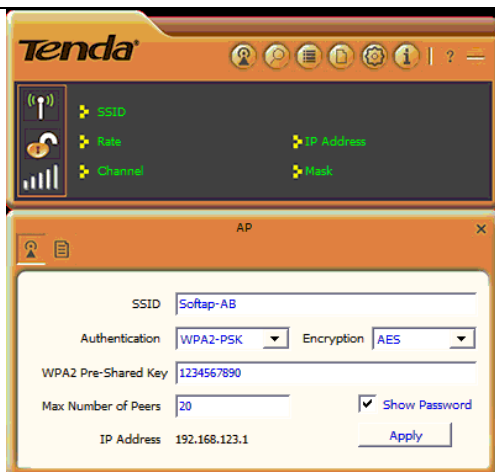 Tenda
? —
SSID
Rate IP Address
Channel Mask
AP
SSID Softap-AB
Authentication WPA2-PSK Encryption AES
WPA2 Pre-Shared Key 1234567890
Max Number of Peers 20 Show Password
IP Address 192.168.123.1 Apply